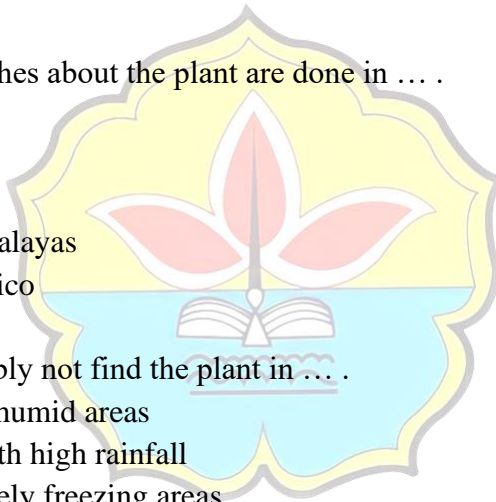 hes about the plant are done in … .
alayas
ico
bly not find the plant in … .
humid areas
th high rainfall
ely freezing areas